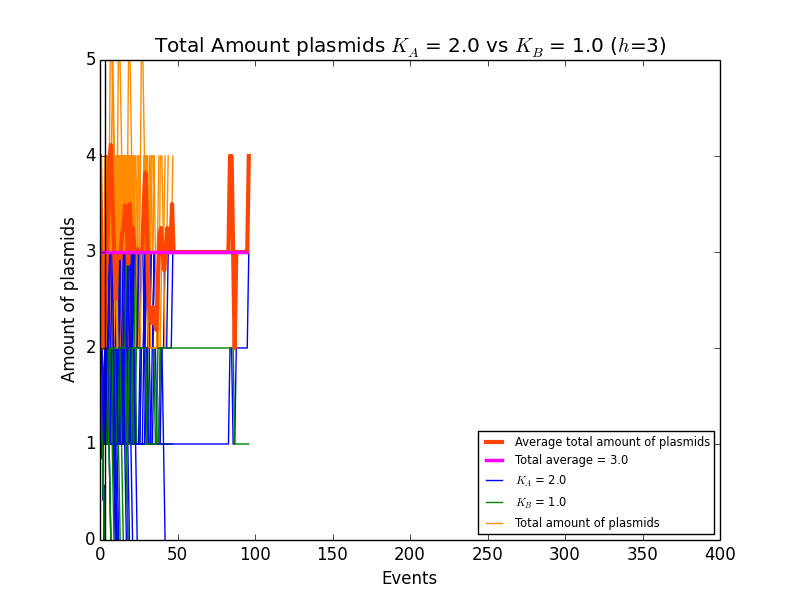 Total Amount plasmids K_A = 2.0 vs K_B = 1.0 (h=3)
Amount of plasmids
5
4
3
2
1
0
0 50 100 150 200 250 300 350 400
Events
Average total amount of plasmids
Total average = 3.0
K_A = 2.0
K_B = 1.0
Total amount of plasmids